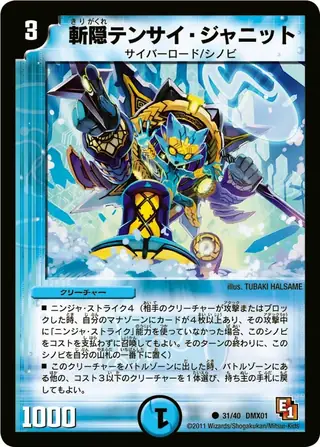 3
きりがくれ
斬隠テンサイ・ジャニット
サイバーロード/シノビ
illus. TUBAKI HALSAME
クリーチャー
■ ニンジャ・ストライク4(相手のクリーチャーが攻撃またはブロ
ックした時、自分のマナゾーンにカードが4枚以上あり、その攻撃中
に「ニンジャ・ストライク」能力を使っていなかった場合、このシノビ
をコストを支払わずに召喚してもよい。そのターンの終わりに、この
シノビを自分の山札の一番下に置く)
■ このクリーチャーをバトルゾーンに出した時、バトルゾーンにあ
る他の、コスト3以下のクリーチャーを1体選び、持ち主の手札に
戻してもよい。
1000
E1
● 31/40 DMX01
©2011 Wizards/Shogakukan/Mitsui-Kids